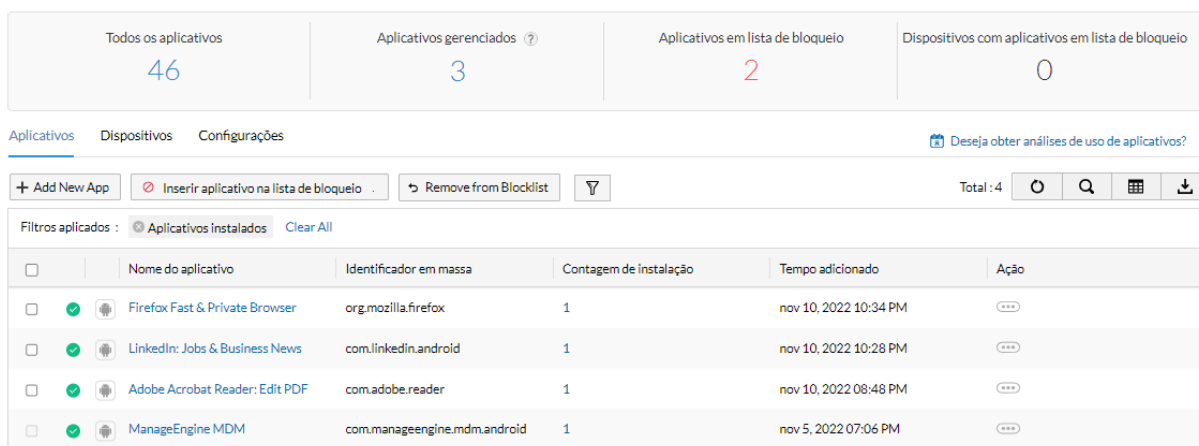 Todos os aplicativos Aplicativos gerenciados ? Aplicativos em lista de bloqueio Dispositivos com aplicativos em lista de bloqueio
46 3 2 0
Aplicativos Dispositivos Configurações Deseja obter análises de uso de aplicativos?
+ Add New App Inserir aplicativo na lista de bloqueio . Remove from Blocklist Total : 4
Filtros aplicados : Aplicativos instalados Clear All
Nome do aplicativo Identificador em massa Contagem de instalação Tempo adicionado Ação
Firefox Fast & Private Browser org.mozilla.firefox 1 nov 10, 2022 10:34 PM
LinkedIn: Jobs & Business News com.linkedin.android 1 nov 10, 2022 10:28 PM
Adobe Acrobat Reader: Edit PDF com.adobe.reader 1 nov 10, 2022 08:48 PM
ManageEngine MDM com.manageengine.mdm.android 1 nov 5, 2022 07:06 PM